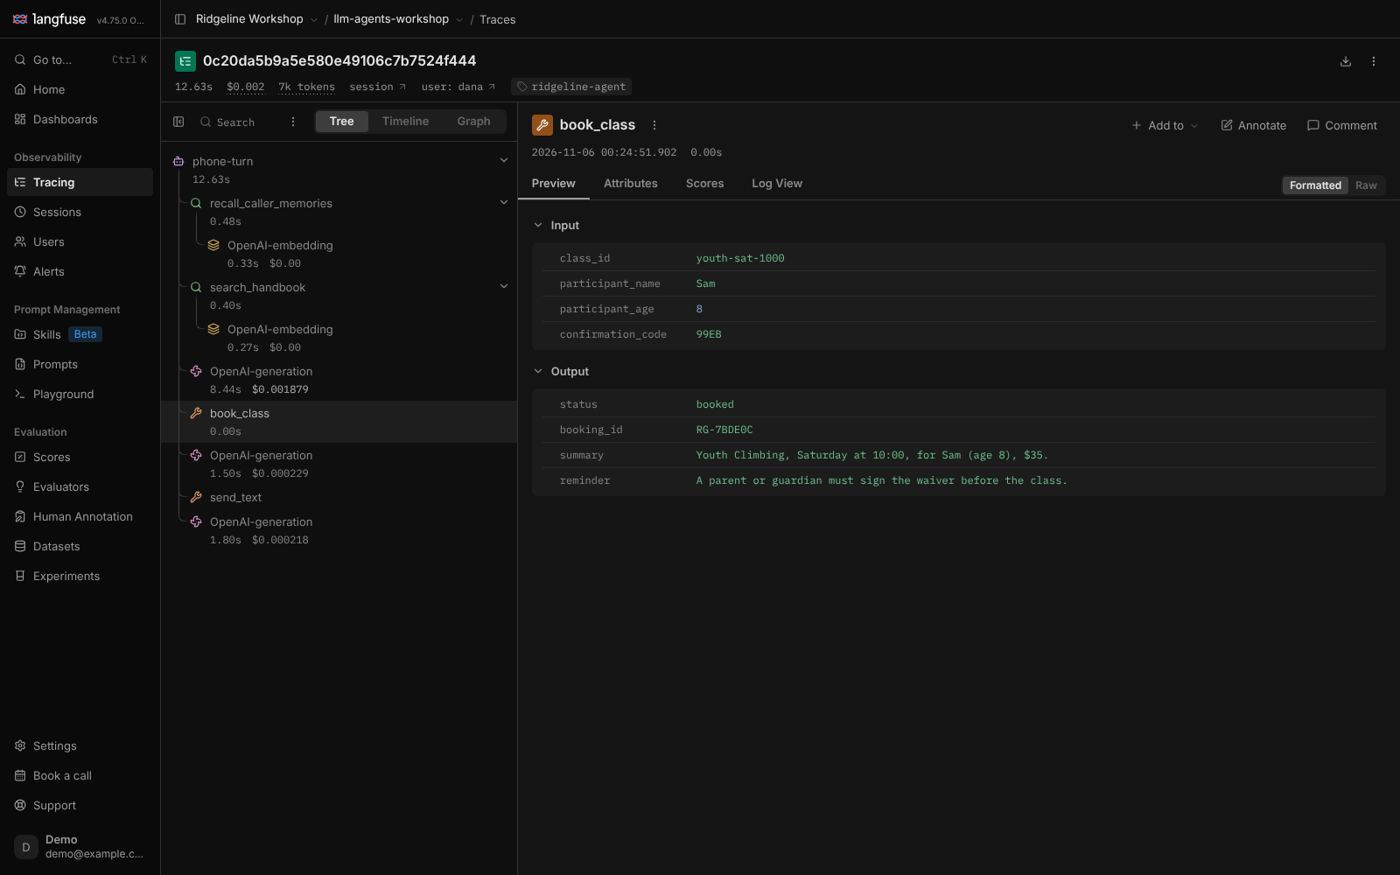 langfuse v4.75.0 O...
Go to... Ctrl K
Home
Dashboards
Observability
Tracing
Sessions
Users
Alerts
Prompt Management
Skills Beta
Prompts
Playground
Evaluation
Scores
Evaluators
Human Annotation
Datasets
Experiments
Settings
Book a call
Support
D
Demo
demo@example.c...
Ridgeline Workshop / llm-agents-workshop / Traces
0c20da5b9a5e580e49106c7b7524f444
12.63s $0.002 7k tokens session ↗ user: dana ↗ ridgeline-agent
Search
Tree Timeline Graph
phone-turn
12.63s
recall_caller_memories
0.48s
OpenAI-embedding
0.33s $0.00
search_handbook
0.40s
OpenAI-embedding
0.27s $0.00
OpenAI-generation
8.44s $0.001879
book_class
0.00s
OpenAI-generation
1.50s $0.000229
send_text
OpenAI-generation
1.80s $0.000218
book_class
Add to Annotate Comment
2026-11-06 00:24:51.902 0.00s
Preview Attributes Scores Log View
Formatted Raw
Input
class_id youth-sat-1000
participant_name Sam
participant_age 8
confirmation_code 99EB
Output
status booked
booking_id RG-7BDE0C
summary Youth Climbing, Saturday at 10:00, for Sam (age 8), $35.
reminder A parent or guardian must sign the waiver before the class.